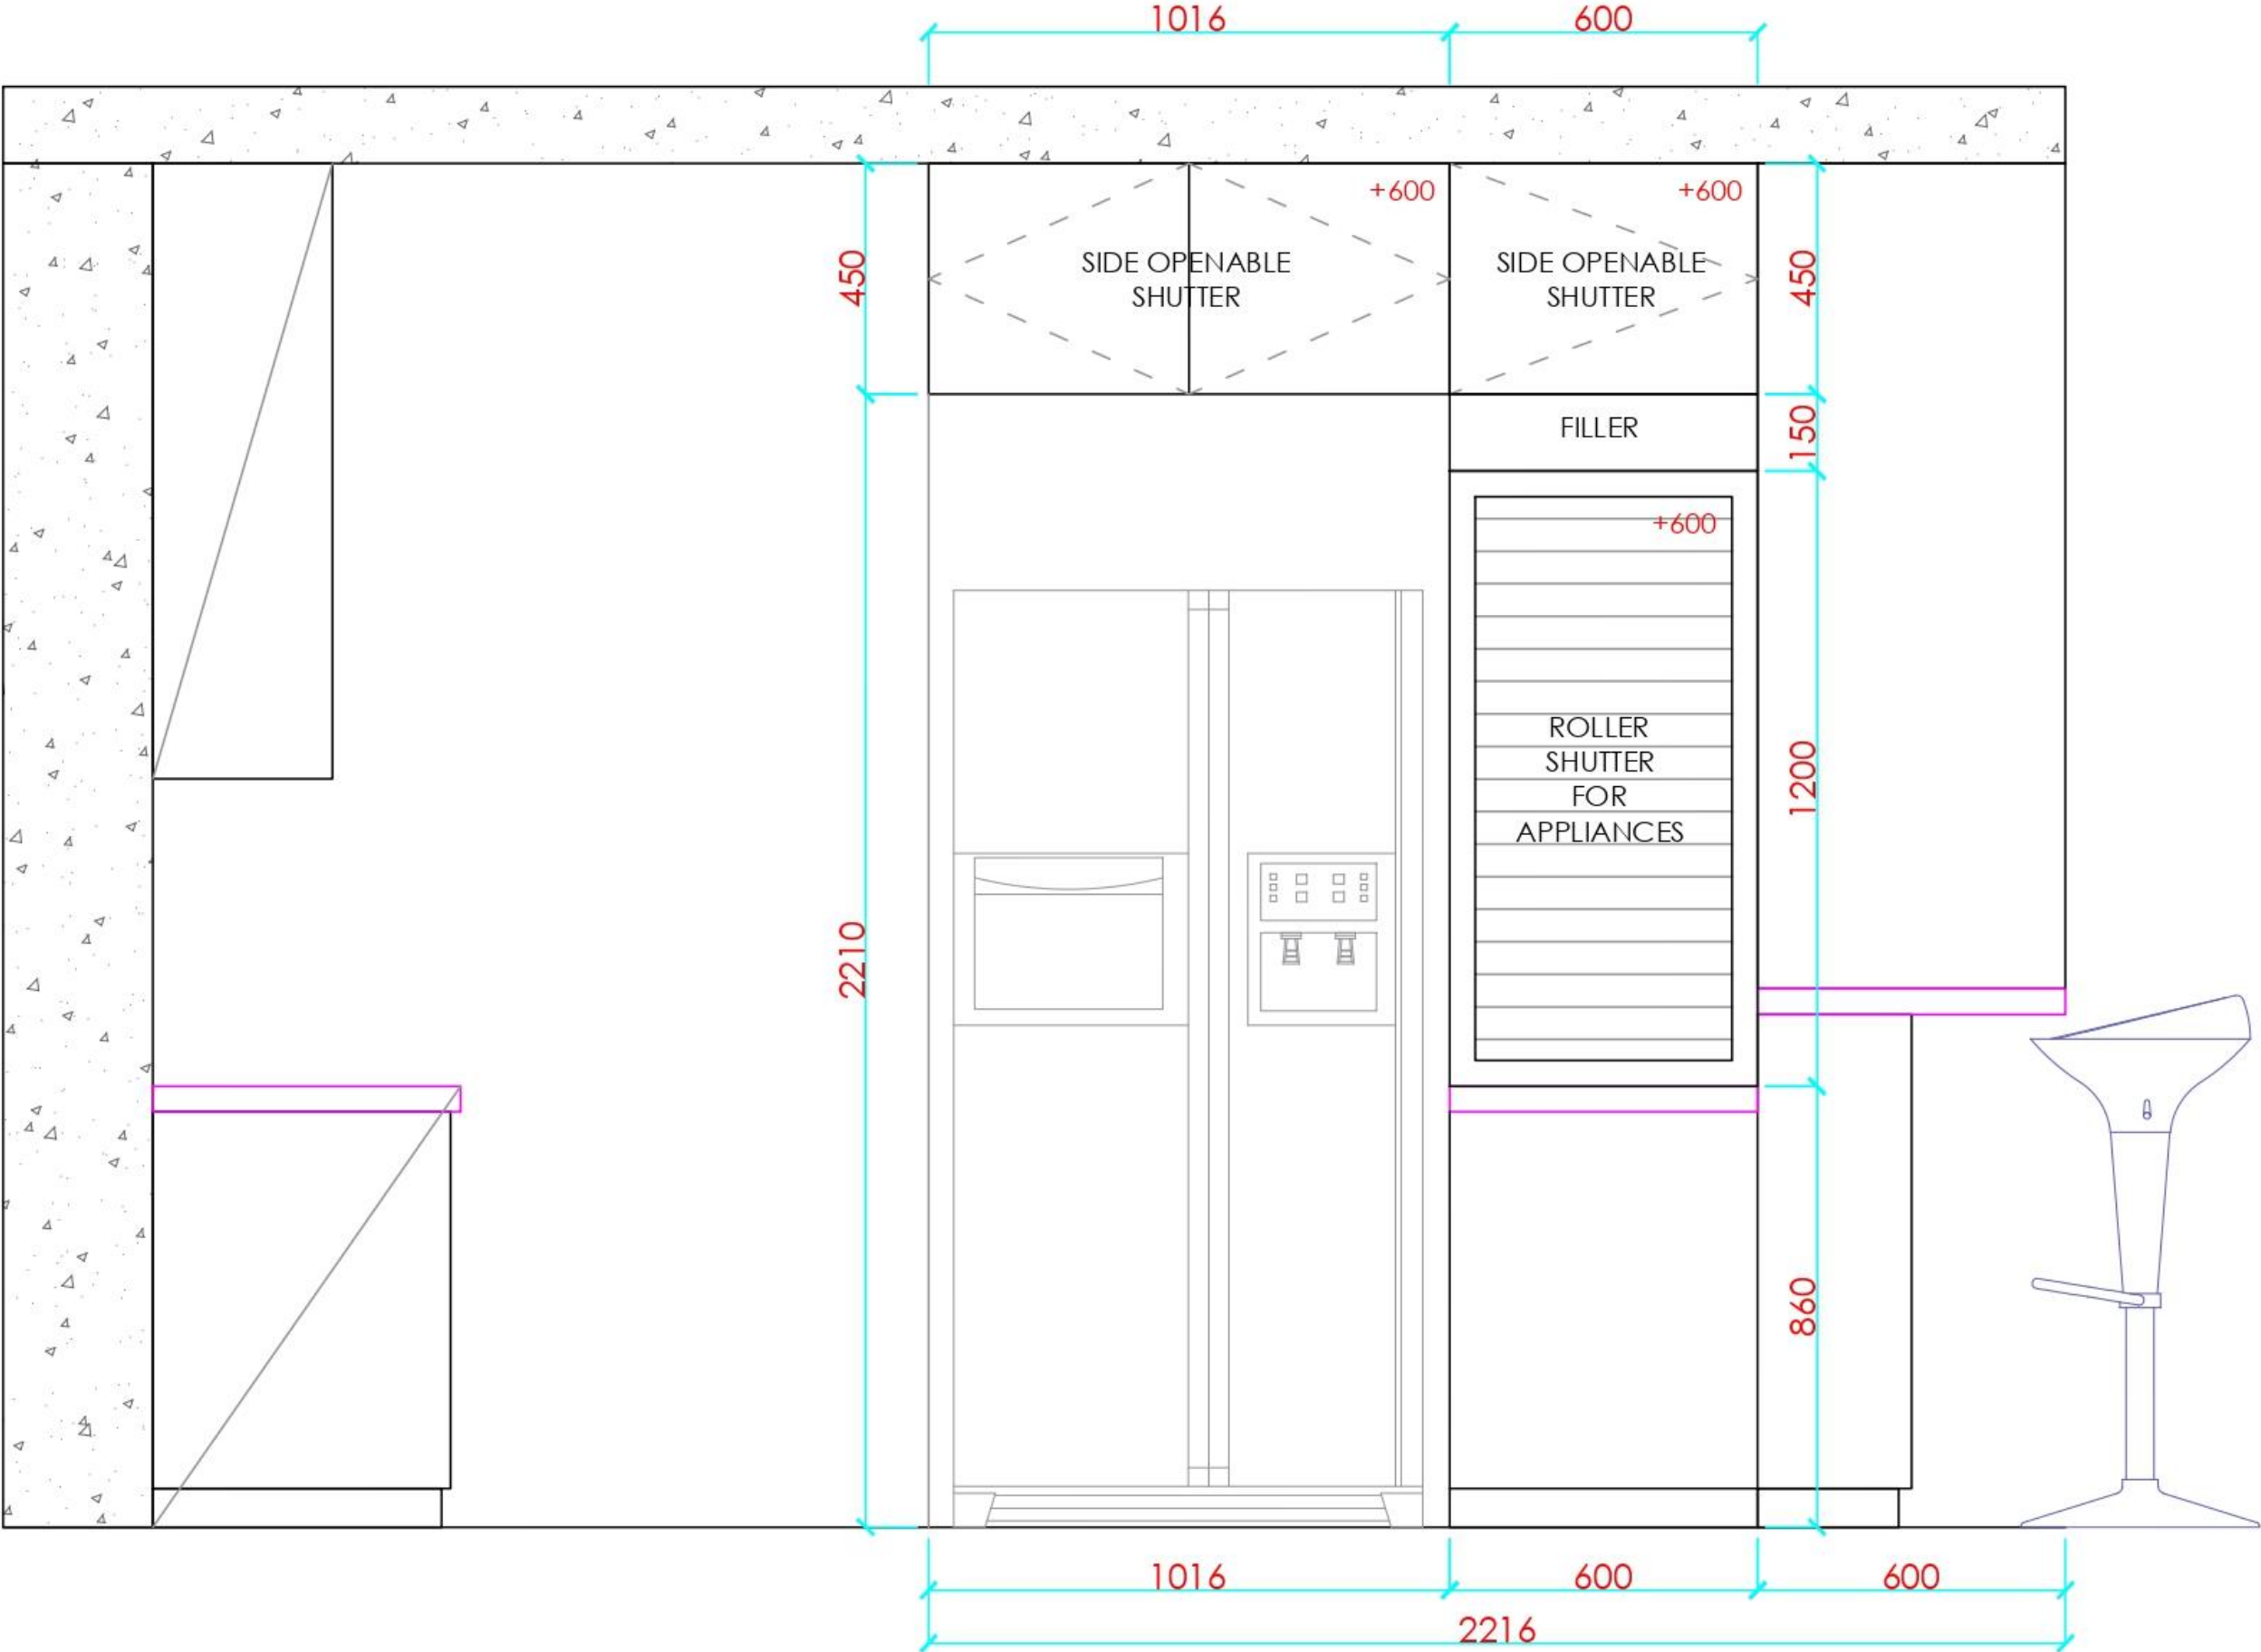 1016
600
+600
+600
SIDE OPENABLE
SHUTTER
SIDE OPENABLE
SHUTTER
450
450
FILLER
150
+600
ROLLER
SHUTTER
FOR
APPLIANCES
1200
2210
860
1016
600
600
2216